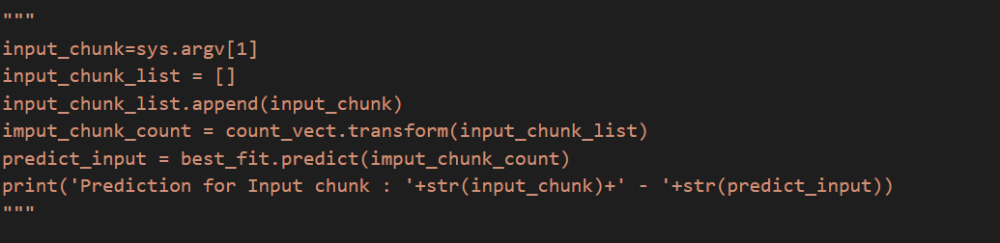 """
input_chunk=sys.argv[1]
input_chunk_list = []
input_chunk_list.append(input_chunk)
imput_chunk_count = count_vect.transform(input_chunk_list)
predict_input = best_fit.predict(imput_chunk_count)
print('Prediction for Input chunk : '+str(input_chunk)+' - '+str(predict_input))
"""